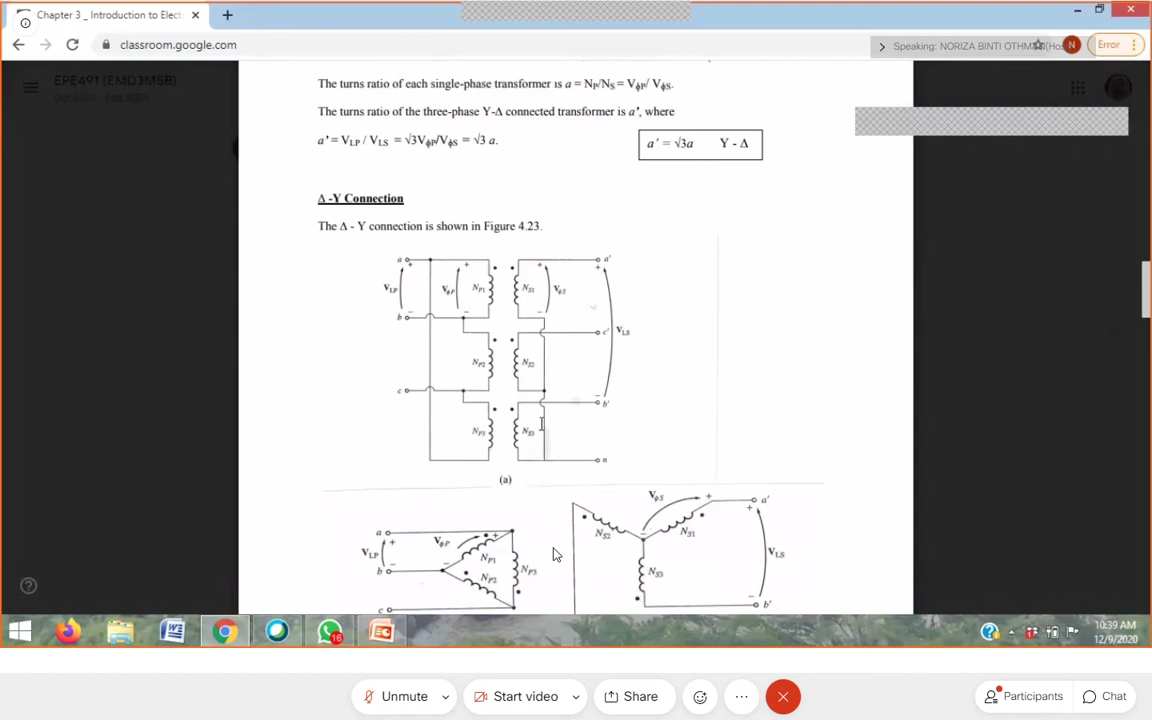 Chapter 3 _ Introduction to Elect
classroom.google.com
Speaking: NORIZA BINTI OTHMAN(Hos
N
Error
EPE491 (EMD3M5B)
The turns ratio of each single-phase transformer is a = NP/NS = VϕP/ VϕS.
The turns ratio of the three-phase Y-Δ connected transformer is a', where
a' = VLP / VLS = √3VϕP/VϕS = √3 a.
a' = √3a Y - Δ
Δ -Y Connection
The Δ - Y connection is shown in Figure 4.23.
a + + + a' +
VLP VϕP NP1 NS1 VϕS
b − − −
c' VLS
NP2 NS2
c − b'
NP3 NS3
n
(a)
VϕS + a' +
a + VϕP + NS2 − NS1
VLP NP1 VLS
b − − NP2 NP3 NS3
c − b'
16
10:39 AM
12/9/2020
Unmute
Start video
Share
Participants
Chat